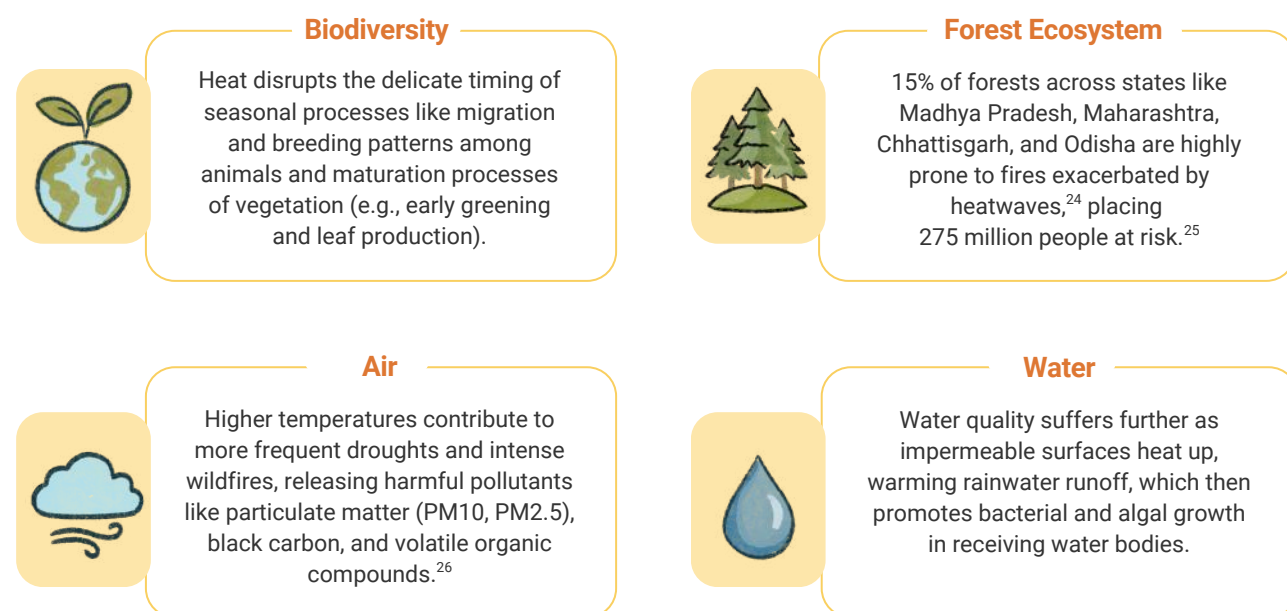 Biodiversity
Heat disrupts the delicate timing of
seasonal processes like migration
and breeding patterns among
animals and maturation processes
of vegetation (e.g., early greening
and leaf production).
Forest Ecosystem
15% of forests across states like
Madhya Pradesh, Maharashtra,
Chhattisgarh, and Odisha are highly
prone to fires exacerbated by
heatwaves,24 placing
275 million people at risk.25
Air
Higher temperatures contribute to
more frequent droughts and intense
wildfires, releasing harmful pollutants
like particulate matter (PM10, PM2.5),
black carbon, and volatile organic
compounds.26
Water
Water quality suffers further as
impermeable surfaces heat up,
warming rainwater runoff, which then
promotes bacterial and algal growth
in receiving water bodies.